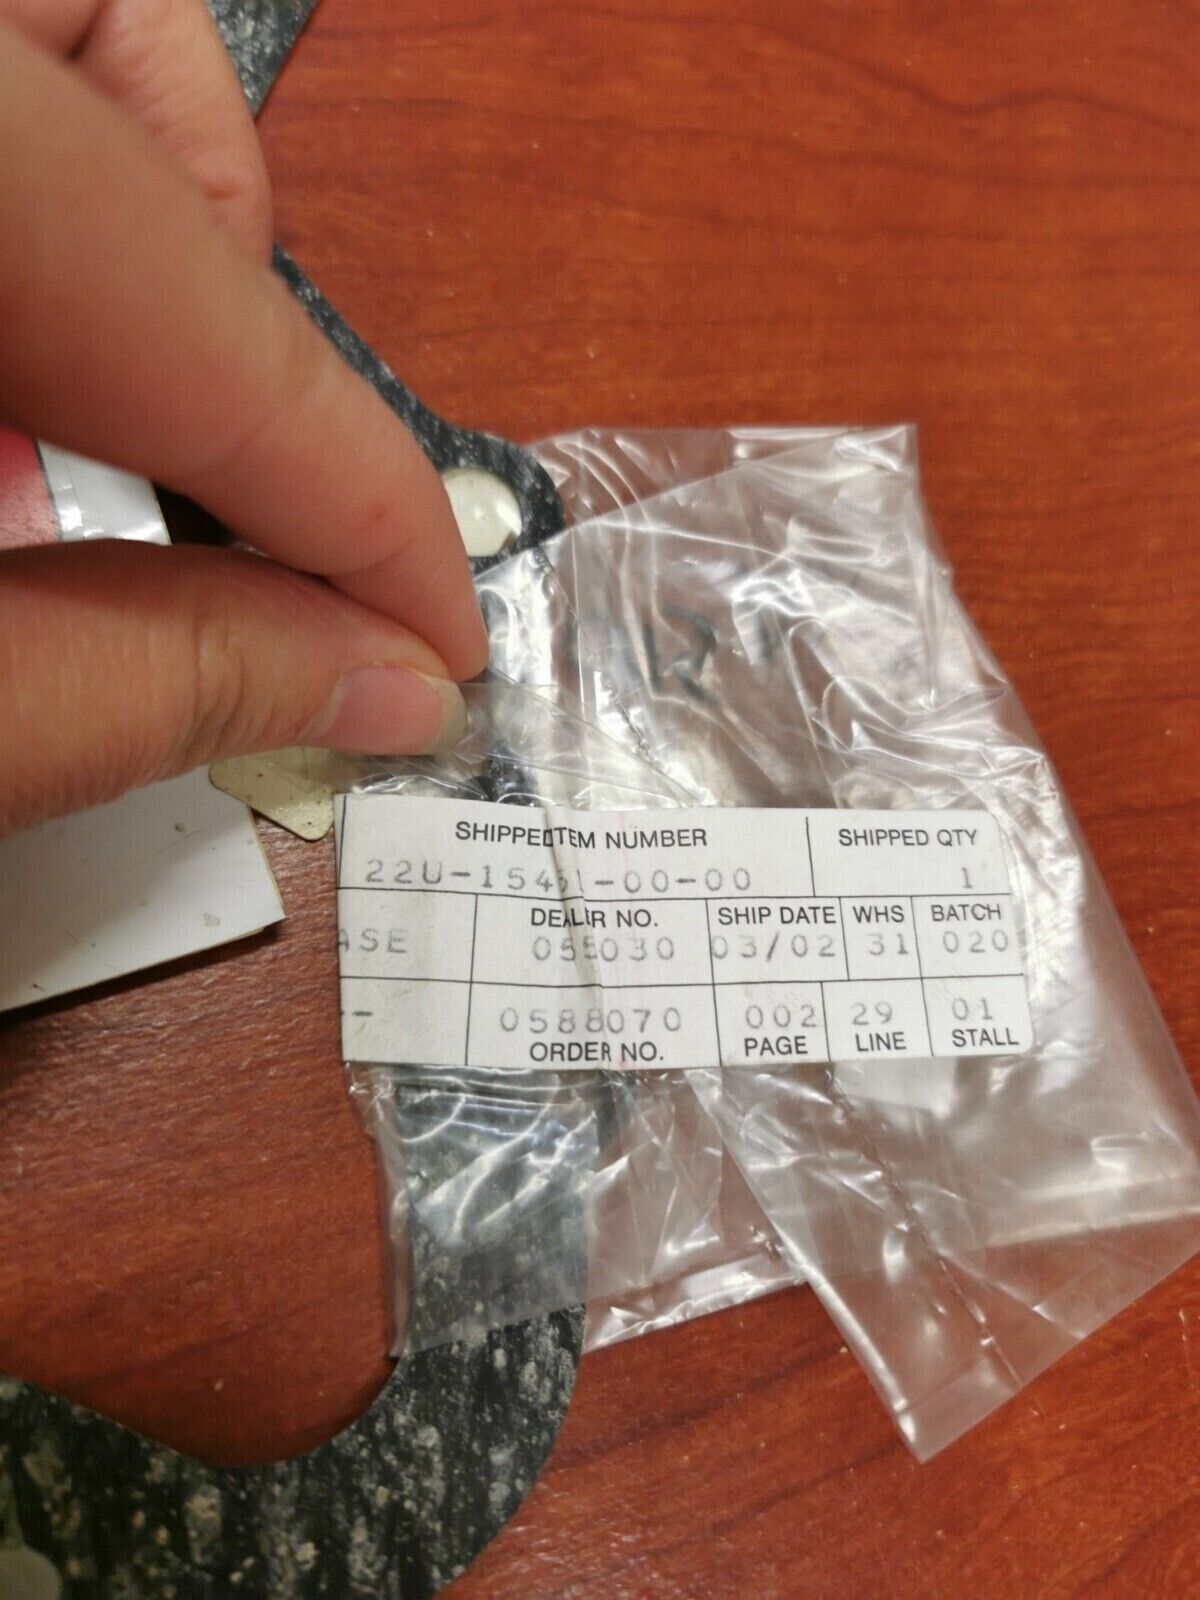 SHIPPED ITEM NUMBER SHIPPED QTY
22U-15451-00-00 1
ASE DEALER NO. SHIP DATE WHS BATCH
055030 03/02 31 020
-- 0588070 002 29 01
ORDER NO. PAGE LINE STALL